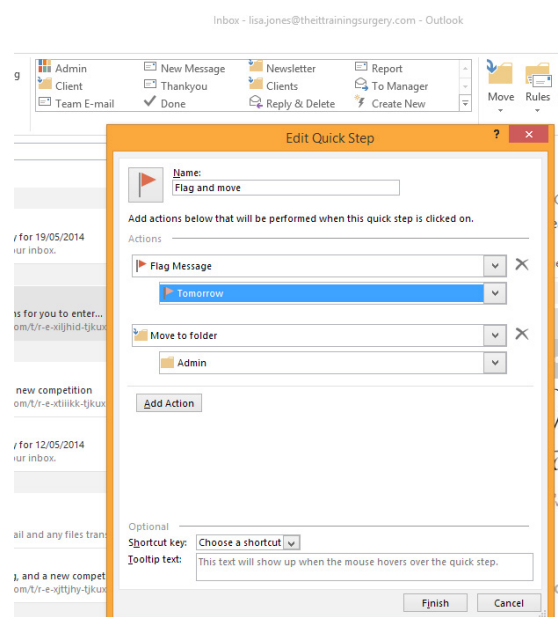 Inbox - lisa.jones@theittrainingsurgery.com - Outlook
g Admin New Message Newsletter Report
Client Thankyou Clients To Manager
Team E-mail Done Reply & Delete Create New
Move Rules
Edit Quick Step ?
Name:
Flag and move
Add actions below that will be performed when this quick step is clicked on.
Actions
Flag Message
Tomorrow
Move to folder
Admin
Add Action
Optional
Shortcut key: Choose a shortcut
Tooltip text: This text will show up when the mouse hovers over the quick step.
Finish Cancel
y for 19/05/2014
our inbox.
ns for you to enter...
om/t/r-e-xiljhid-tjkux
new competition
om/t/r-e-xtiiikk-tjkux
y for 12/05/2014
our inbox.
ail and any files trans
g, and a new compet
om/t/r-e-xjttjhy-tjkux